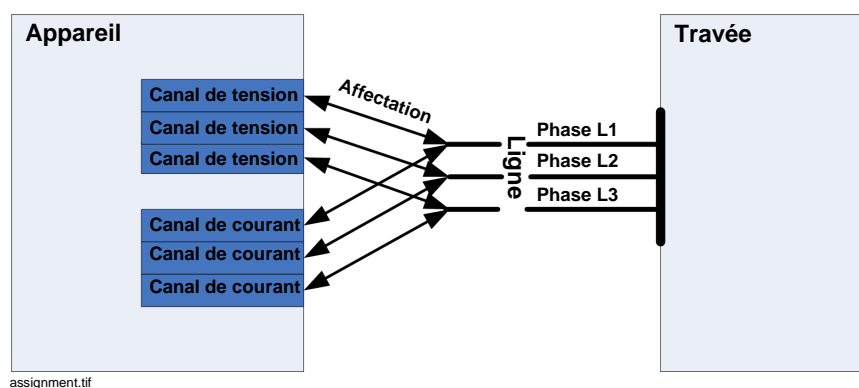 Appareil
Travée
Canal de tension
Canal de tension
Canal de tension
Affectation
Ligne
Phase L1
Phase L2
Phase L3
Canal de courant
Canal de courant
Canal de courant
assignment.tif